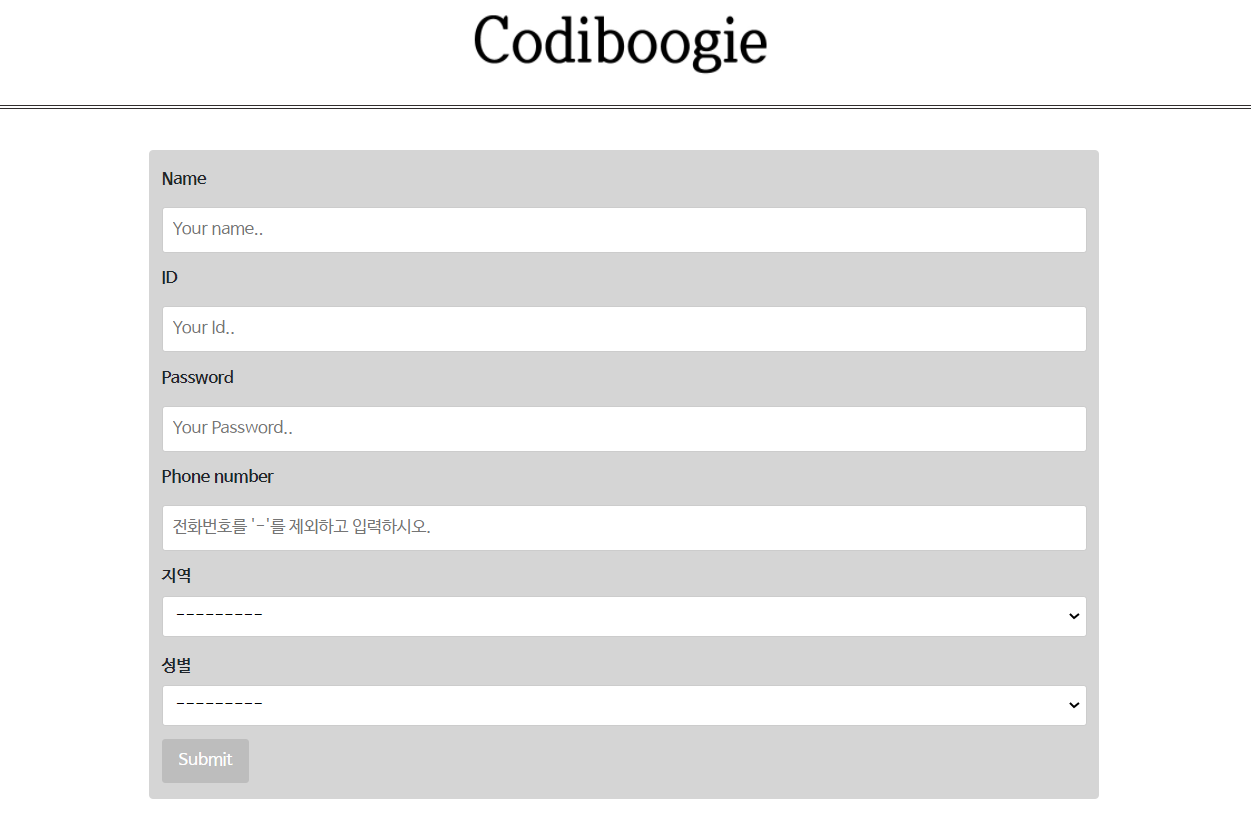 Codiboogie
Name
Your name..
ID
Your Id..
Password
Your Password..
Phone number
전화번호를 '-'를 제외하고 입력하시오.
지역
---------
성별
---------
Submit